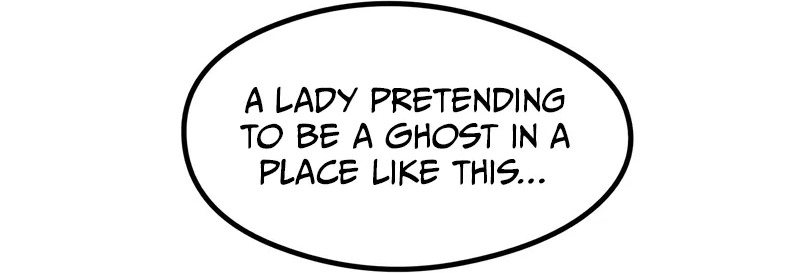 A LADY PRETENDING
TO BE A GHOST IN A
PLACE LIKE THIS...